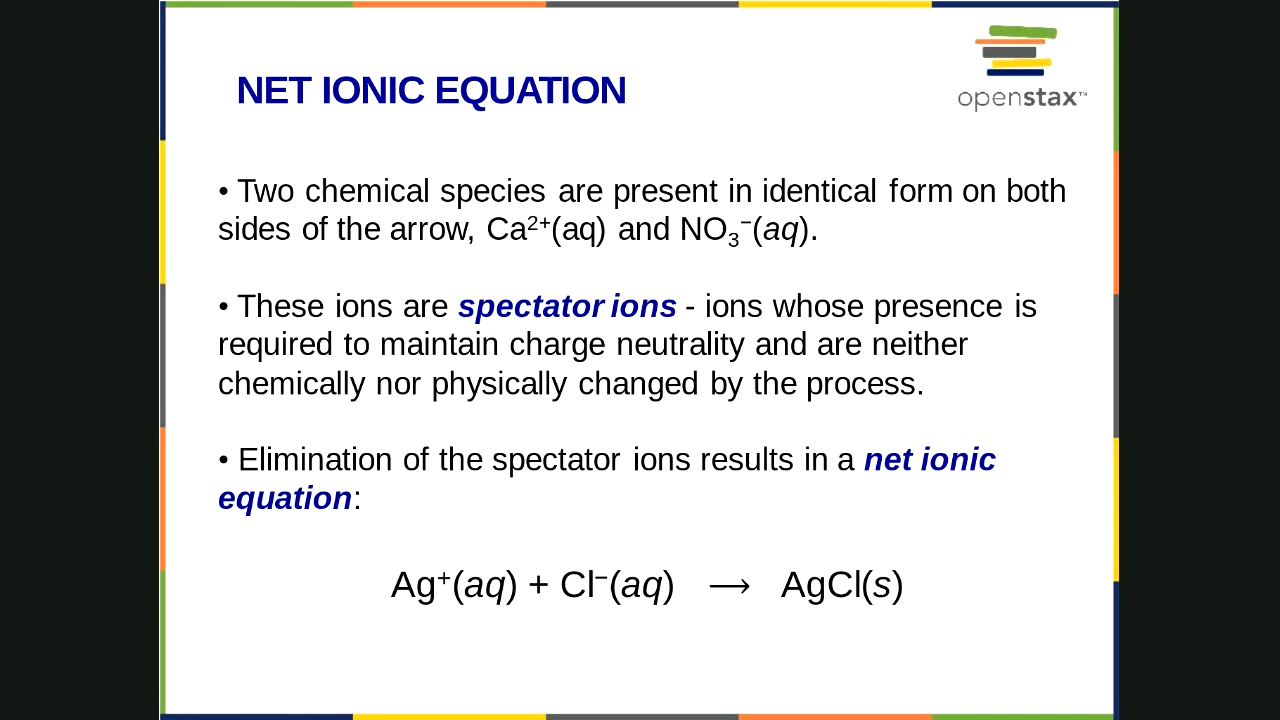 openstax™
NET IONIC EQUATION
• Two chemical species are present in identical form on both
sides of the arrow, Ca²⁺(aq) and NO₃⁻(aq).
• These ions are spectator ions - ions whose presence is
required to maintain charge neutrality and are neither
chemically nor physically changed by the process.
• Elimination of the spectator ions results in a net ionic
equation:
Ag⁺(aq) + Cl⁻(aq) ⟶ AgCl(s)